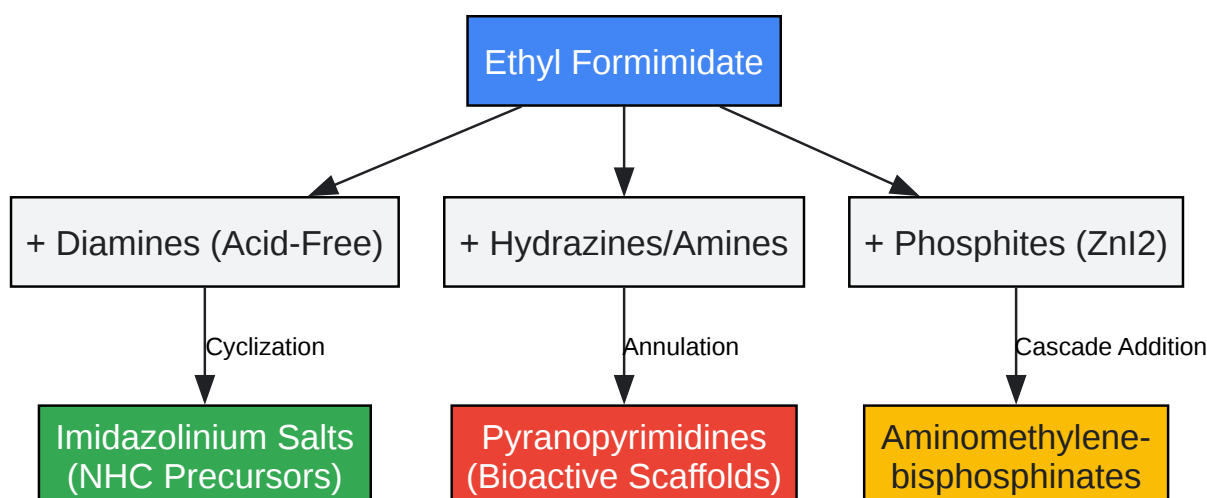 Ethyl Formimidate
+ Diamines (Acid-Free)
+ Hydrazines/Amines
+ Phosphites (ZnI2)
Cyclization
Annulation
Cascade Addition
Imidazolinium Salts
(NHC Precursors)
Pyranopyrimidines
(Bioactive Scaffolds)
Aminomethylene-
bisphosphinates